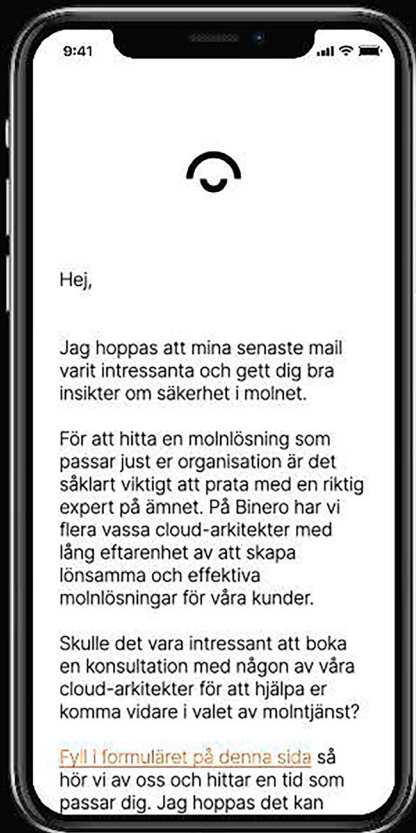 9:41
Hej,
Jag hoppas att mina senaste mail
varit intressanta och gett dig bra
insikter om säkerhet i molnet.
För att hitta en molnlösning som
passar just er organisation är det
såklart viktigt att prata med en riktig
expert på ämnet. På Binero har vi
flera vassa cloud-arkitekter med
lång eftarenhet av att skapa
lönsamma och effektiva
molnlösningar för våra kunder.
Skulle det vara intressant att boka
en konsultation med någon av våra
cloud-arkitekter för att hjälpa er
komma vidare i valet av molntjänst?
Fyll i formuläret på denna sida så
hör vi av oss och hittar en tid som
passar dig. Jag hoppas det kan